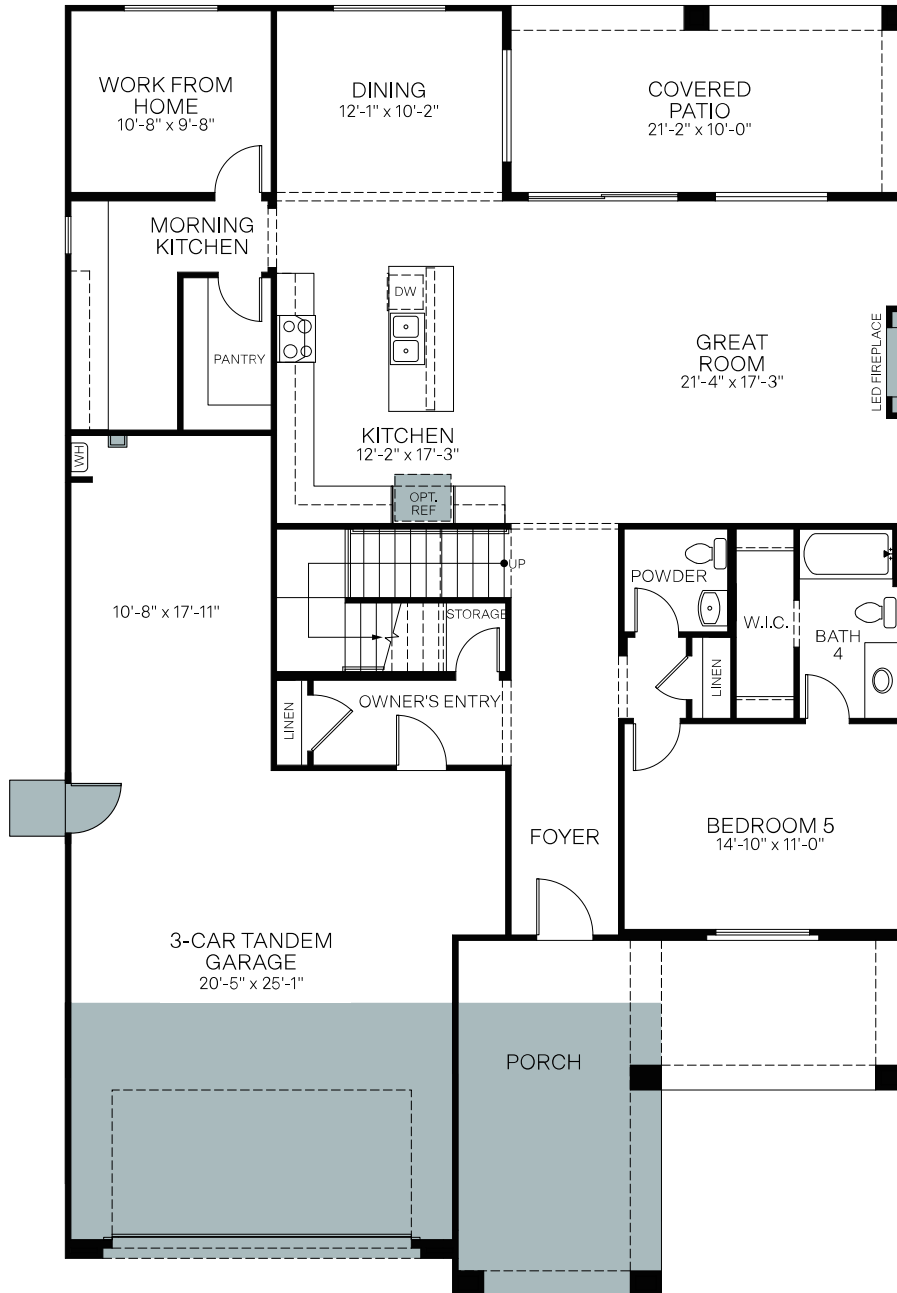 WORK FROM
HOME
10'-8" x 9'-8"
DINING
12'-1" x 10'-2"
COVERED
PATIO
21'-2" x 10'-0"
MORNING
KITCHEN
DW
PANTRY
GREAT
ROOM
21'-4" x 17'-3"
LED FIREPLACE
KITCHEN
12'-2" x 17'-3"
WH
OPT.
REF
UP
10'-8" x 17'-11"
STORAGE
POWDER
W.I.C.
BATH
4
LINEN
LINEN
OWNER'S ENTRY
FOYER
BEDROOM 5
14'-10" x 11'-0"
3-CAR TANDEM
GARAGE
20'-5" x 25'-1"
PORCH